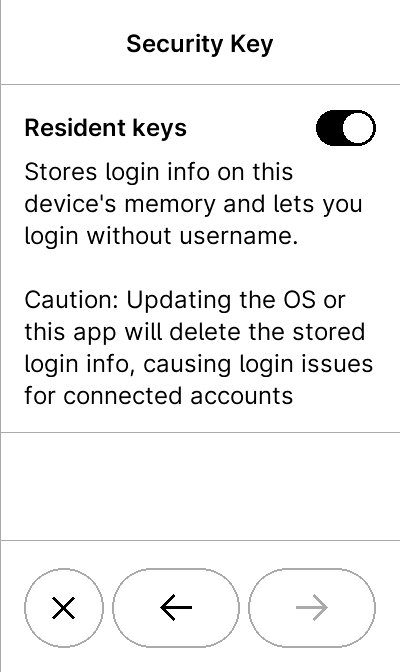 Security Key
Resident keys
Stores login info on this
device's memory and lets you
login without username.
Caution: Updating the OS or
this app will delete the stored
login info, causing login issues
for connected accounts